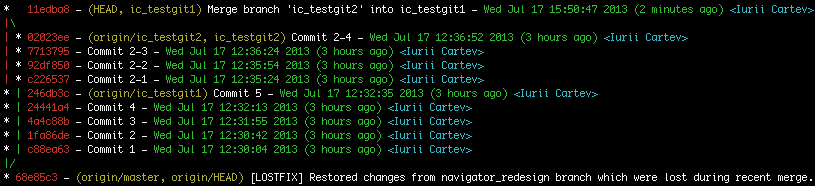 *   11edba8 - (HEAD, ic_testgit1) Merge branch 'ic_testgit2' into ic_testgit1 - Wed Jul 17 15:50:47 2013 (2 minutes ago) <Iurii Cartev>
|\
| * 02023ee - (origin/ic_testgit2, ic_testgit2) Commit 2-4 - Wed Jul 17 12:36:52 2013 (3 hours ago) <Iurii Cartev>
| * 7713795 - Commit 2-3 - Wed Jul 17 12:36:24 2013 (3 hours ago) <Iurii Cartev>
| * 92df850 - Commit 2-2 - Wed Jul 17 12:35:54 2013 (3 hours ago) <Iurii Cartev>
| * c226537 - Commit 2-1 - Wed Jul 17 12:35:24 2013 (3 hours ago) <Iurii Cartev>
* | 246db3c - (origin/ic_testgit1) Commit 5 - Wed Jul 17 12:32:35 2013 (3 hours ago) <Iurii Cartev>
* | 24441a4 - Commit 4 - Wed Jul 17 12:32:13 2013 (3 hours ago) <Iurii Cartev>
* | 4a4c88b - Commit 3 - Wed Jul 17 12:31:55 2013 (3 hours ago) <Iurii Cartev>
* | 1fa86de - Commit 2 - Wed Jul 17 12:30:42 2013 (3 hours ago) <Iurii Cartev>
* | c88ea63 - Commit 1 - Wed Jul 17 12:30:04 2013 (3 hours ago) <Iurii Cartev>
|/
* 68e85c3 - (origin/master, origin/HEAD) [LOSTFIX] Restored changes from navigator_redesign branch which were lost during recent merge.